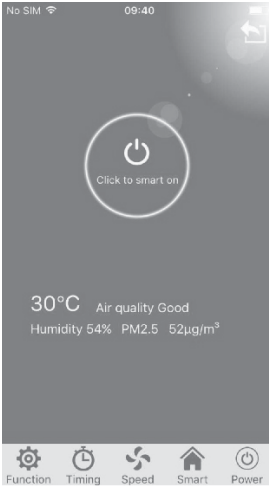 No SIM 09:40
Click to smart on
30°C Air quality Good
Humidity 54% PM2.5 52µg/m³
Function Timing Speed Smart Power